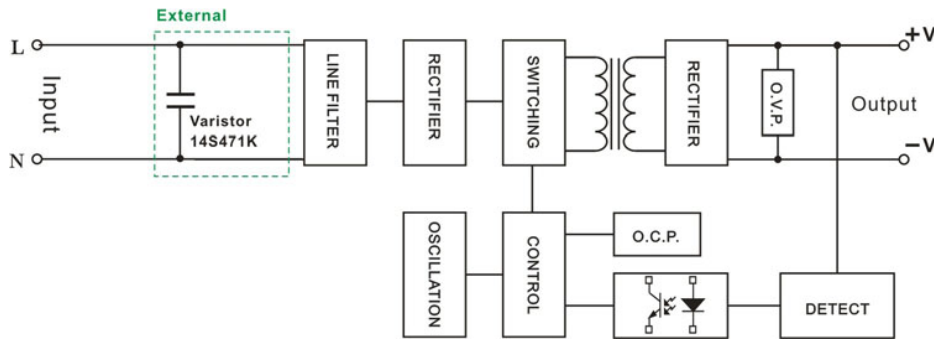 External
L
Input
N
Varistor
14S471K
LINE FILTER
RECTIFIER
SWITCHING
RECTIFIER
O.V.P.
+V
Output
−V
OSCILLATION
CONTROL
O.C.P.
DETECT